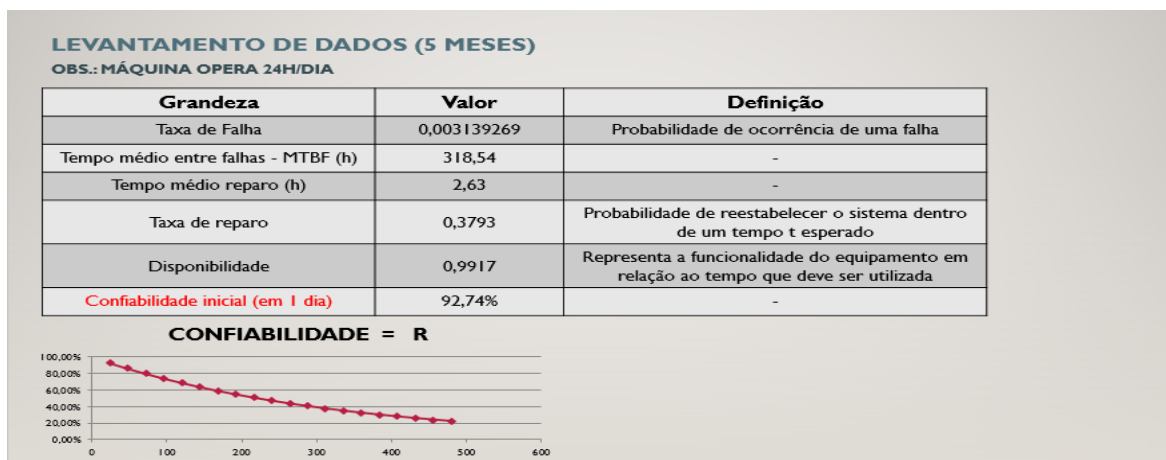 LEVANTAMENTO DE DADOS (5 MESES)
OBS.: MÁQUINA OPERA 24H/DIA
Grandeza Valor Definição
Taxa de Falha 0,003139269 Probabilidade de ocorrência de uma falha
Tempo médio entre falhas - MTBF (h) 318,54 -
Tempo médio reparo (h) 2,63 -
Taxa de reparo 0,3793 Probabilidade de reestabelecer o sistema dentro
de um tempo t esperado
Disponibilidade 0,9917 Representa a funcionalidade do equipamento em
relação ao tempo que deve ser utilizada
Confiabilidade inicial (em 1 dia) 92,74% -
CONFIABILIDADE = R
100,00%
80,00%
60,00%
40,00%
20,00%
0,00%
0 100 200 300 400 500 600